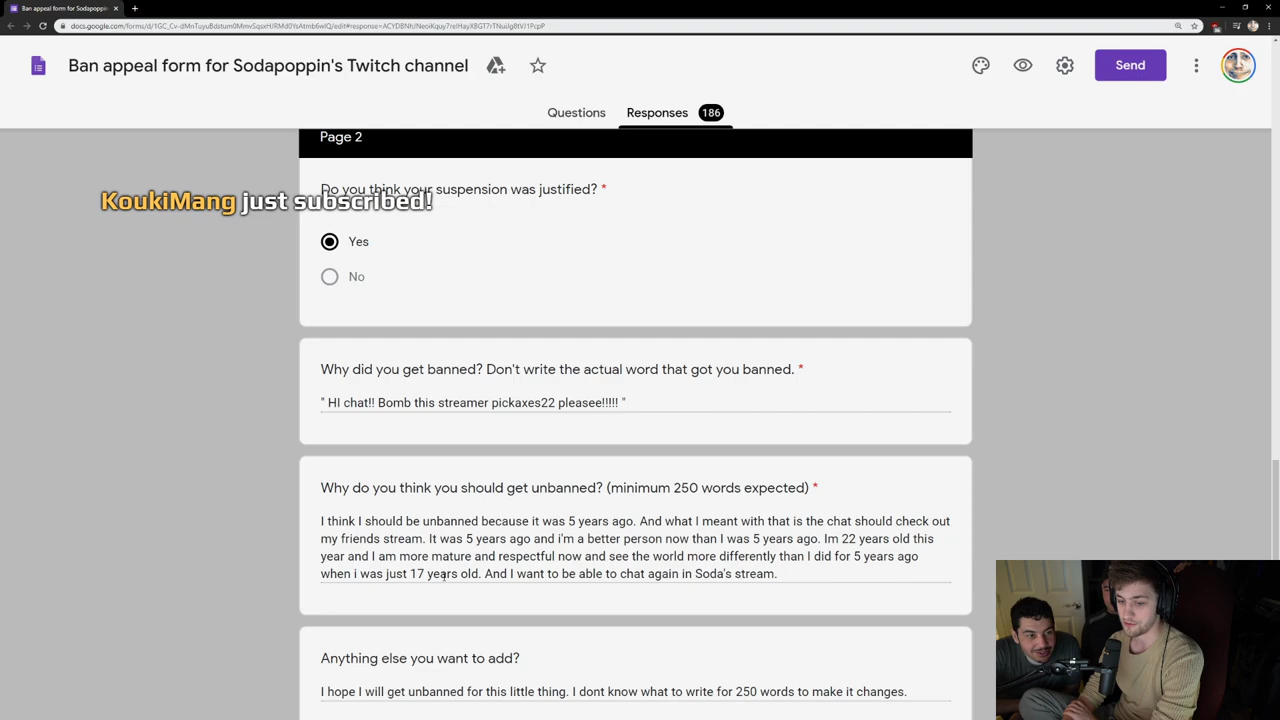 Ban appeal form for Sodapoppin
Ban appeal form for Sodapoppin's Twitch channel
Send
Questions
Responses
186
Page 2
Do you think your suspension was justified? *
KoukiMang just subscribed!
Yes
No
Why did you get banned? Don't write the actual word that got you banned. *
" HI chat!! Bomb this streamer pickaxes22 pleasee!!!!! "
Why do you think you should get unbanned? (minimum 250 words expected) *
I think I should be unbanned because it was 5 years ago. And what I meant with that is the chat should check out
my friends stream. It was 5 years ago and i'm a better person now than I was 5 years ago. Im 22 years old this
year and I am more mature and respectful now and see the world more differently than I did for 5 years ago
when i was just 17 years old. And I want to be able to chat again in Soda's stream.
Anything else you want to add?
I hope I will get unbanned for this little thing. I dont know what to write for 250 words to make it changes.